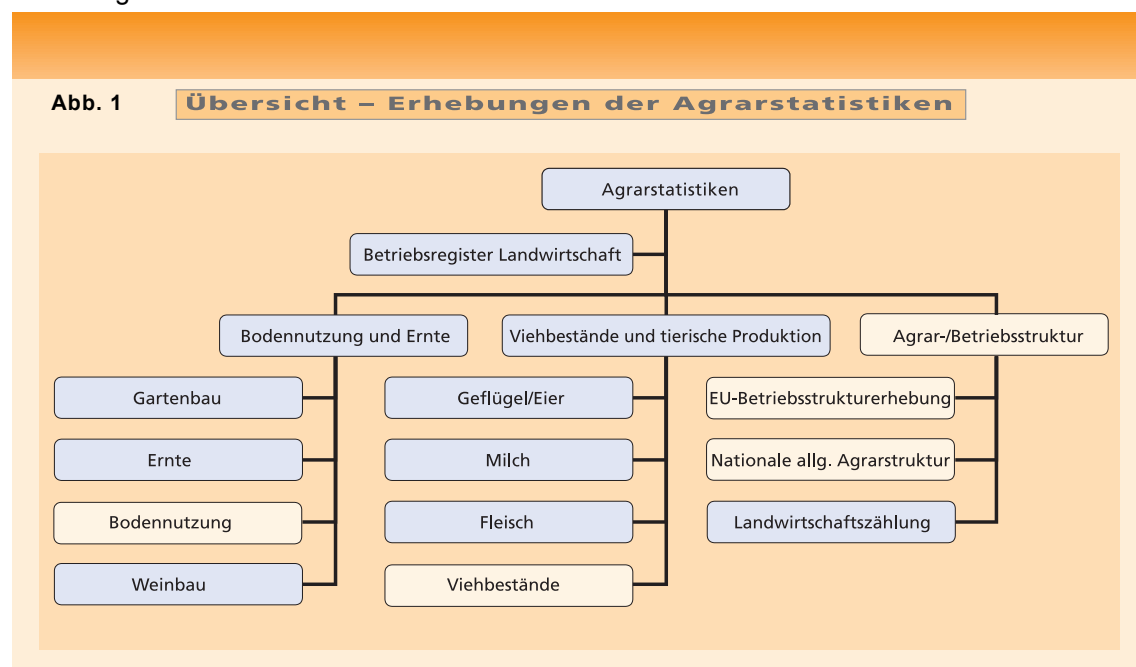 Abb. 1 Übersicht – Erhebungen der Agrarstatistiken
Agrarstatistiken
Betriebsregister Landwirtschaft
Bodennutzung und Ernte
Viehbestände und tierische Produktion
Agrar-/Betriebsstruktur
Gartenbau
Geflügel/Eier
EU-Betriebsstrukturerhebung
Ernte
Milch
Nationale allg. Agrarstruktur
Bodennutzung
Fleisch
Landwirtschaftszählung
Weinbau
Viehbestände